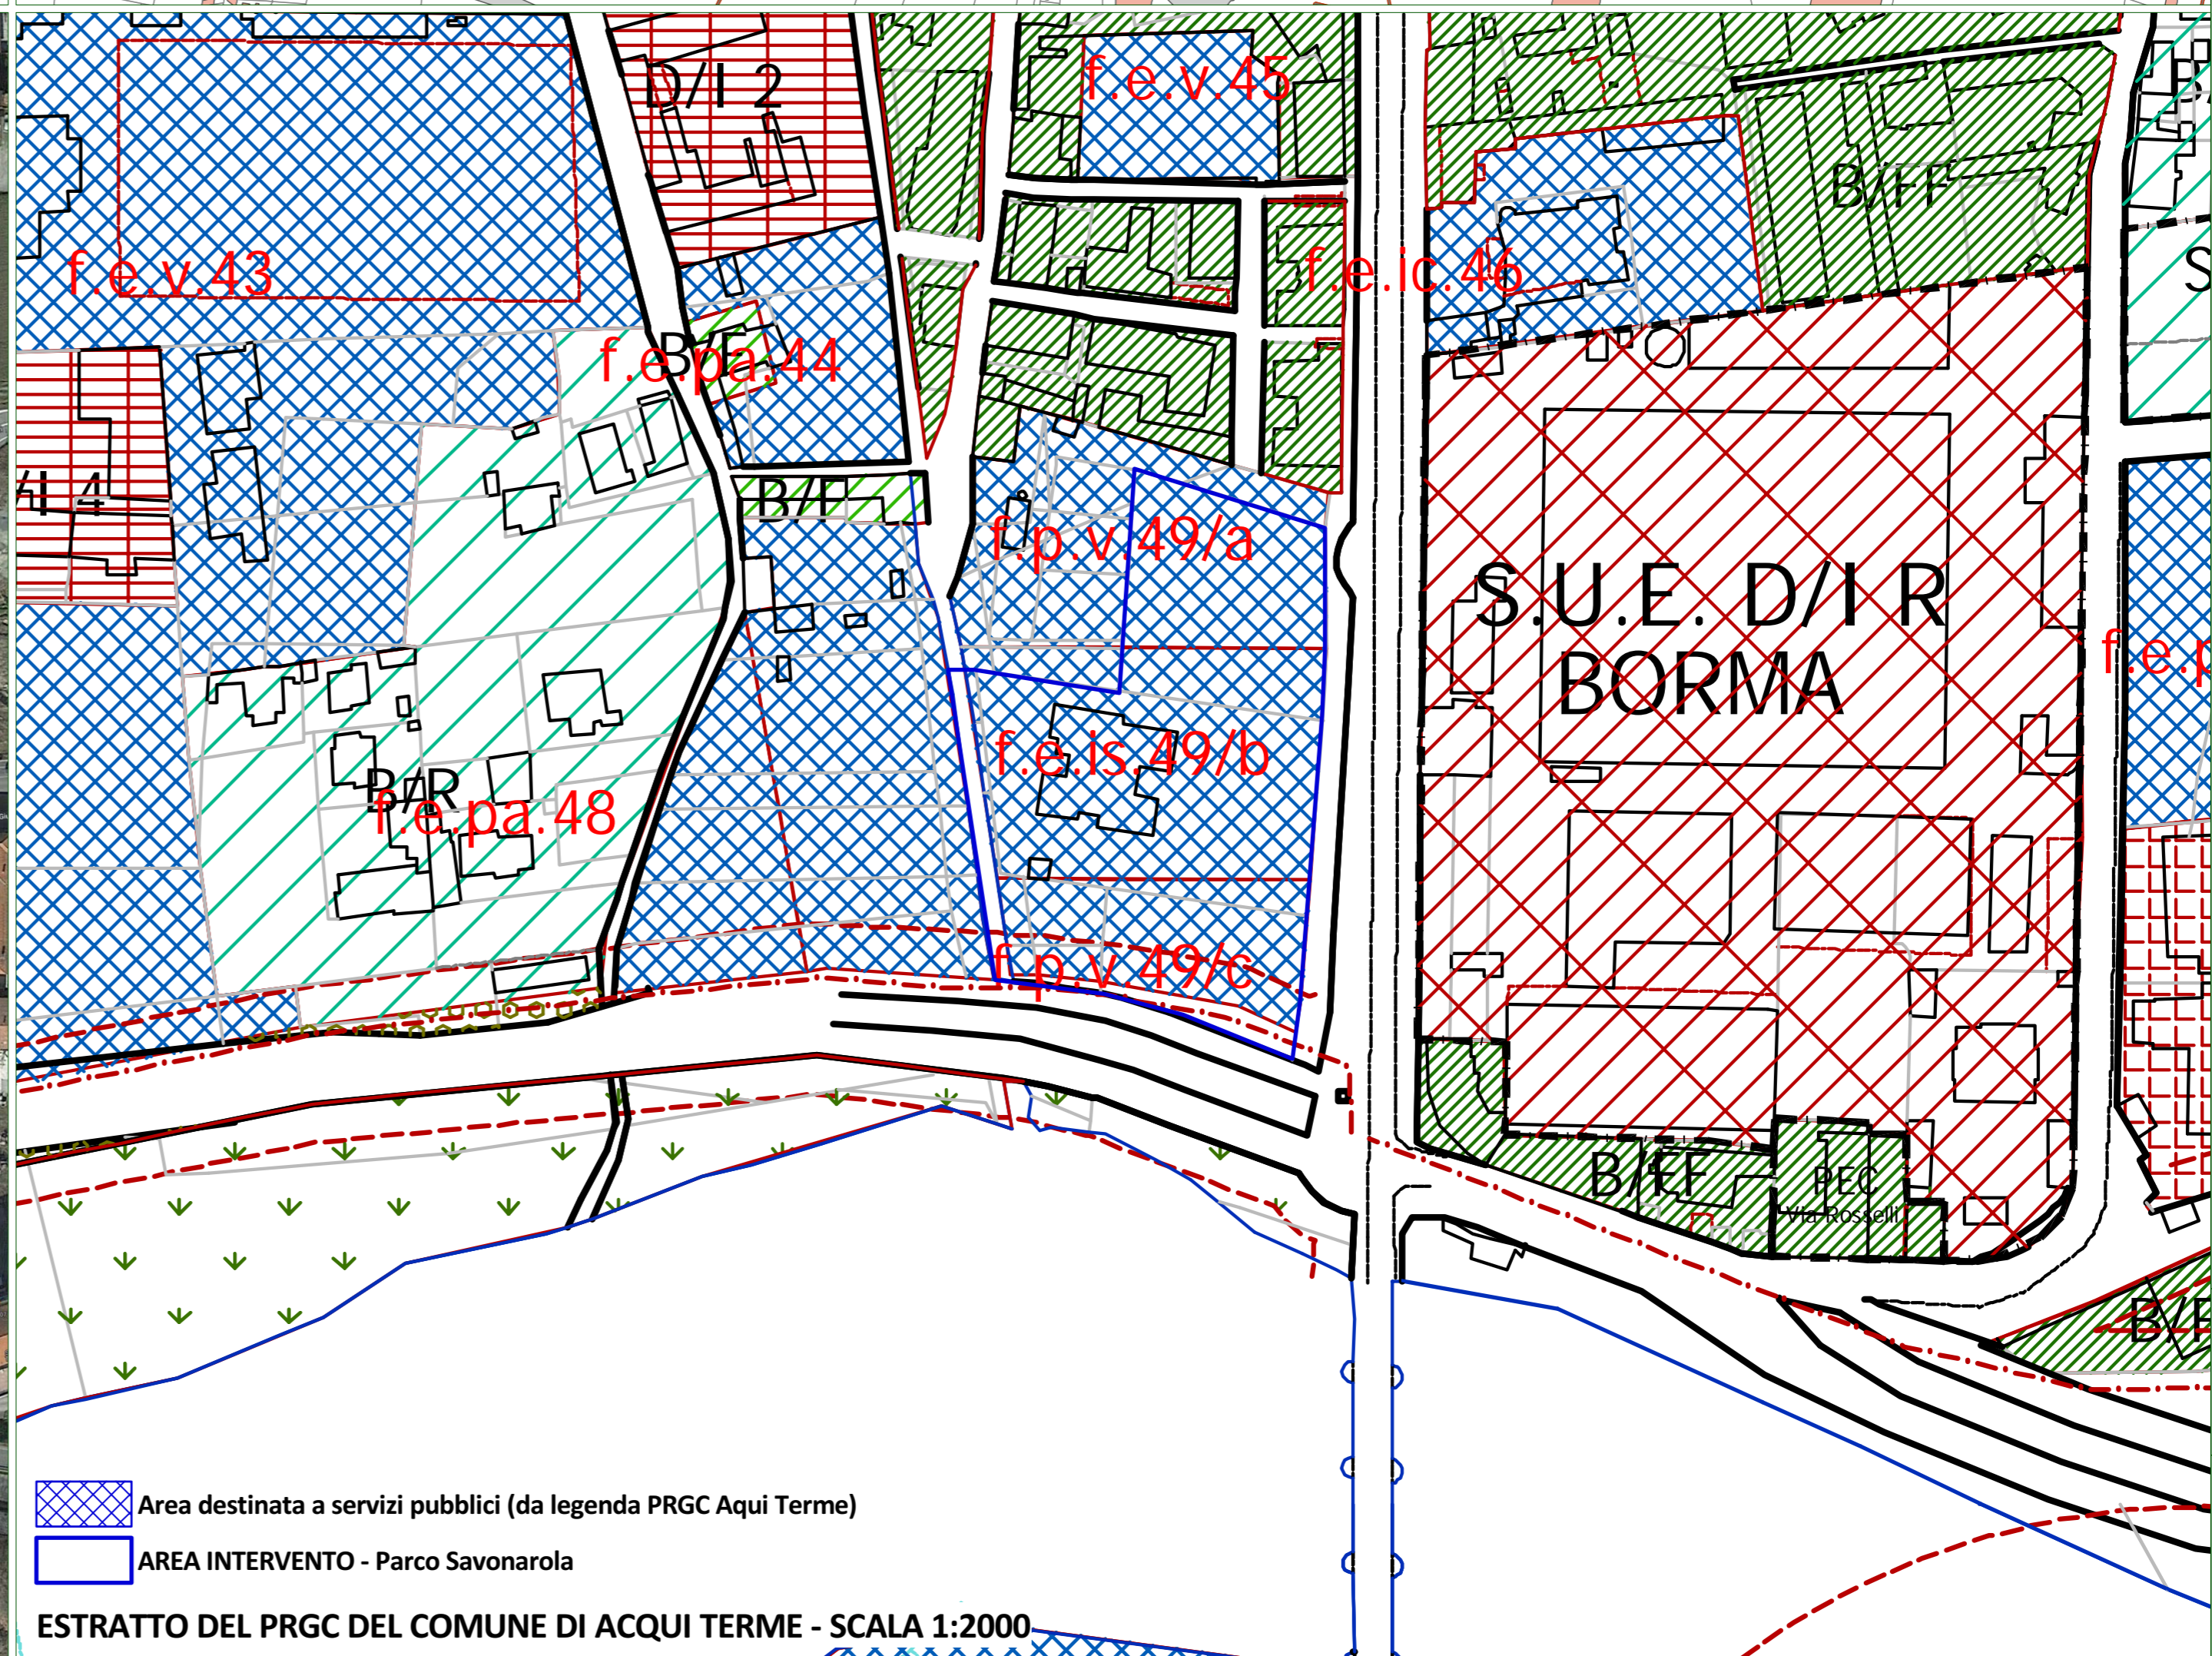 D/I 2
f.e.v.45
B/FF
f.e.v.43
f.e.ic.46
B/F
f.e.pa.44
I 4
B/F
f.p.v.49/a
S.U.E. D/I R
BORMA
f.e.p
f.e.is.49/b
B/R
f.e.pa.48
f.p.v.49/c
B/FF
PEC
Via Rosselli
B/F
Area destinata a servizi pubblici (da legenda PRGC Aqui Terme)
AREA INTERVENTO - Parco Savonarola
ESTRATTO DEL PRGC DEL COMUNE DI ACQUI TERME - SCALA 1:2000